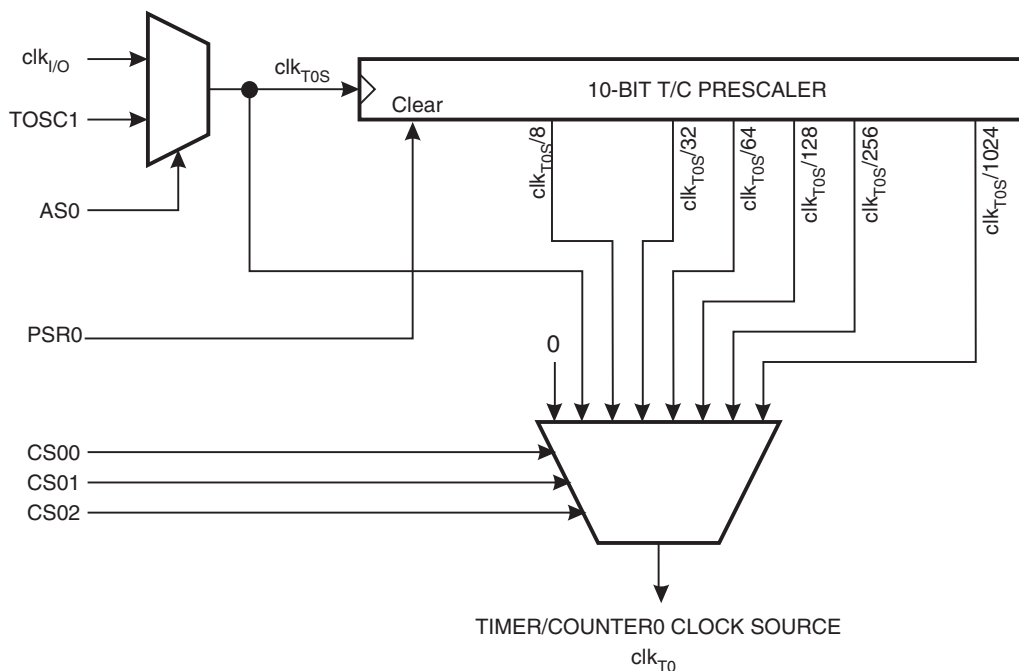 clkI/O
clkT0S
10-BIT T/C PRESCALER
Clear
TOSC1
clkT0S/8
clkT0S/32
clkT0S/64
clkT0S/128
clkT0S/256
clkT0S/1024
AS0
PSR0
0
CS00
CS01
CS02
TIMER/COUNTER0 CLOCK SOURCE
clkT0